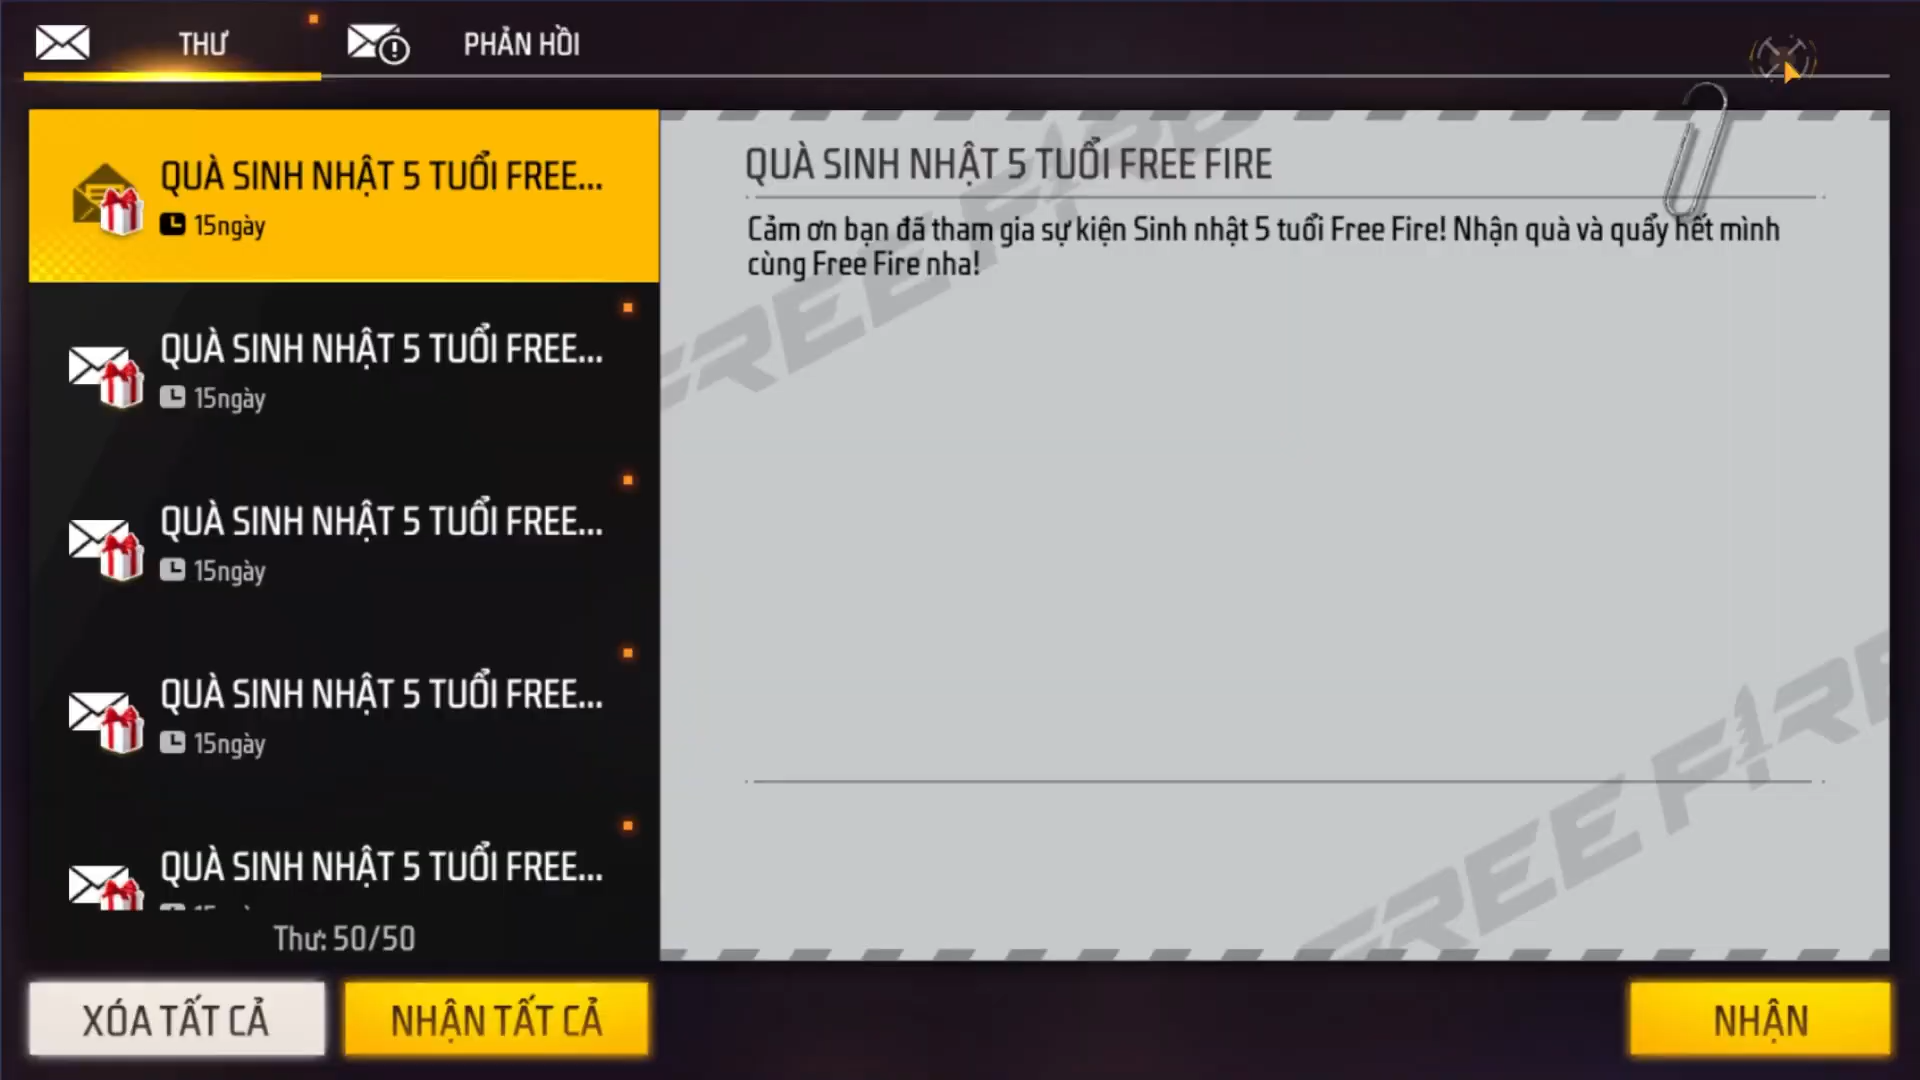 THƯ
PHẢN HỒI
QUÀ SINH NHẬT 5 TUỔI FREE...
15ngày
QUÀ SINH NHẬT 5 TUỔI FREE...
15ngày
QUÀ SINH NHẬT 5 TUỔI FREE...
15ngày
QUÀ SINH NHẬT 5 TUỔI FREE...
15ngày
QUÀ SINH NHẬT 5 TUỔI FREE...
Thư: 50/50
XÓA TẤT CẢ
NHẬN TẤT CẢ
QUÀ SINH NHẬT 5 TUỔI FREE FIRE
Cảm ơn bạn đã tham gia sự kiện Sinh nhật 5 tuổi Free Fire! Nhận quà và quẩy hết mình
cùng Free Fire nha!
FREE FIRE
FREE FIRE
NHẬN